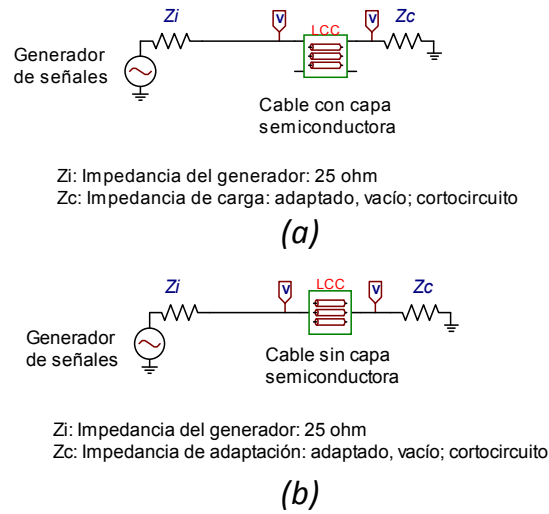 Zi
V
LCC
V
Zc
Generador
de señales
Cable con capa
semiconductora
Zi: Impedancia del generador: 25 ohm
Zc: Impedancia de carga: adaptado, vacío; cortocircuito
(a)
Zi
V
LCC
V
Zc
Generador
de señales
Cable sin capa
semiconductora
Zi: Impedancia del generador: 25 ohm
Zc: Impedancia de adaptación: adaptado, vacío; cortocircuito
(b)